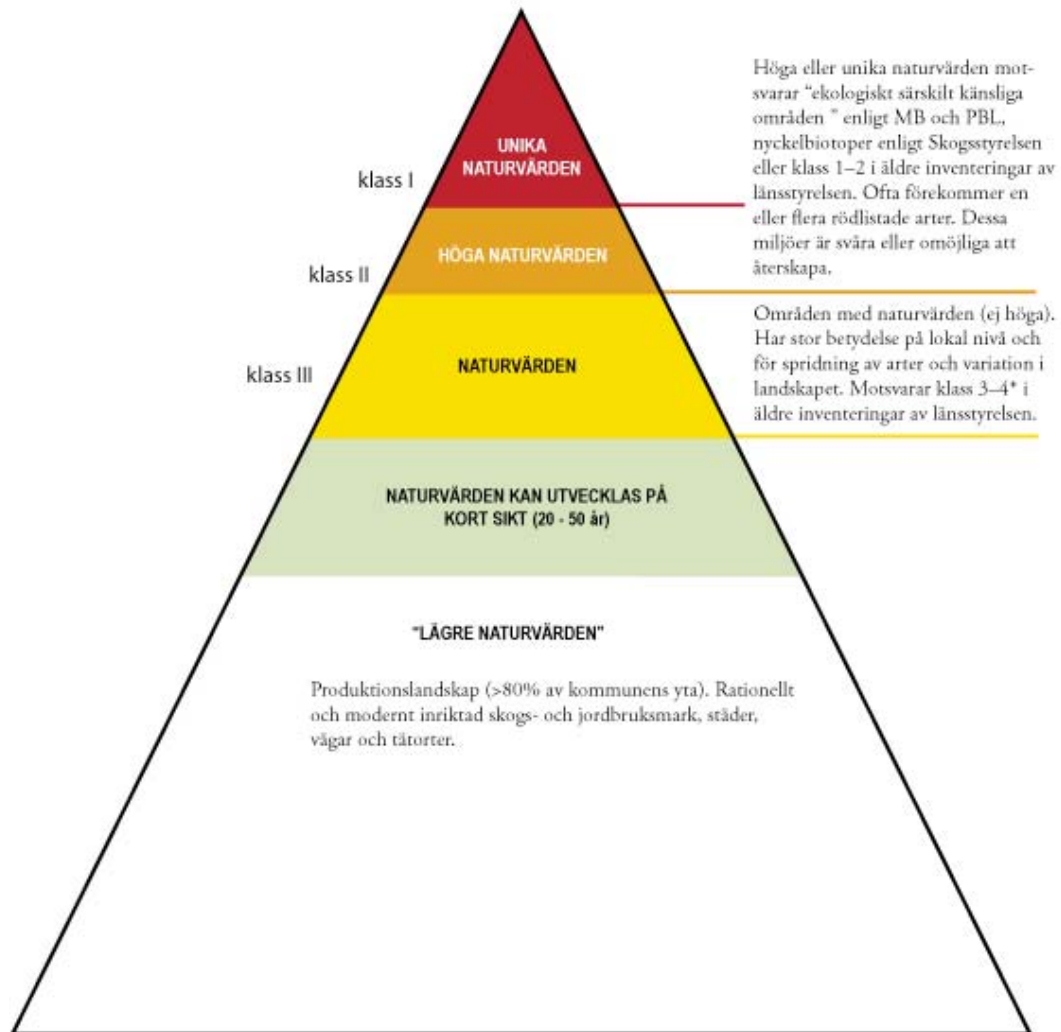 Höga eller unika naturvärden mot-
svarar "ekologiskt särskilt känsliga
områden " enligt MB och PBL,
nyckelbiotoper enligt Skogsstyrelsen
eller klass 1–2 i äldre inventeringar av
länsstyrelsen. Ofta förekommer en
eller flera rödlistade arter. Dessa
miljöer är svåra eller omöjliga att
återskapa.
UNIKA
NATURVÄRDEN
klass I
HÖGA NATURVÄRDEN
klass II
Områden med naturvärden (ej höga).
Har stor betydelse på lokal nivå och
för spridning av arter och variation i
landskapet. Motsvarar klass 3–4* i
äldre inventeringar av länsstyrelsen.
NATURVÄRDEN
klass III
NATURVÄRDEN KAN UTVECKLAS PÅ
KORT SIKT (20 - 50 år)
"LÄGRE NATURVÄRDEN"
Produktionslandskap (>80% av kommunens yta). Rationellt
och modernt inriktad skogs- och jordbruksmark, städer,
vägar och tätorter.